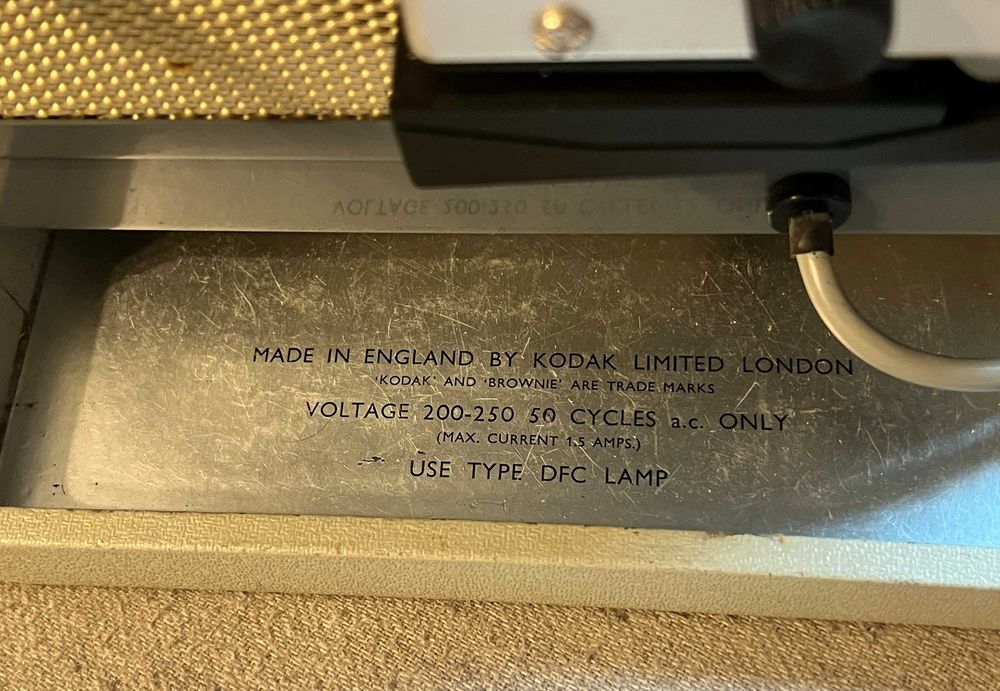 MADE IN ENGLAND BY KODAK LIMITED LONDON
'KODAK' AND 'BROWNIE' ARE TRADE MARKS
VOLTAGE 200-250 50 CYCLES a.c. ONLY
(MAX. CURRENT 1.5 AMPS.)
USE TYPE DFC LAMP